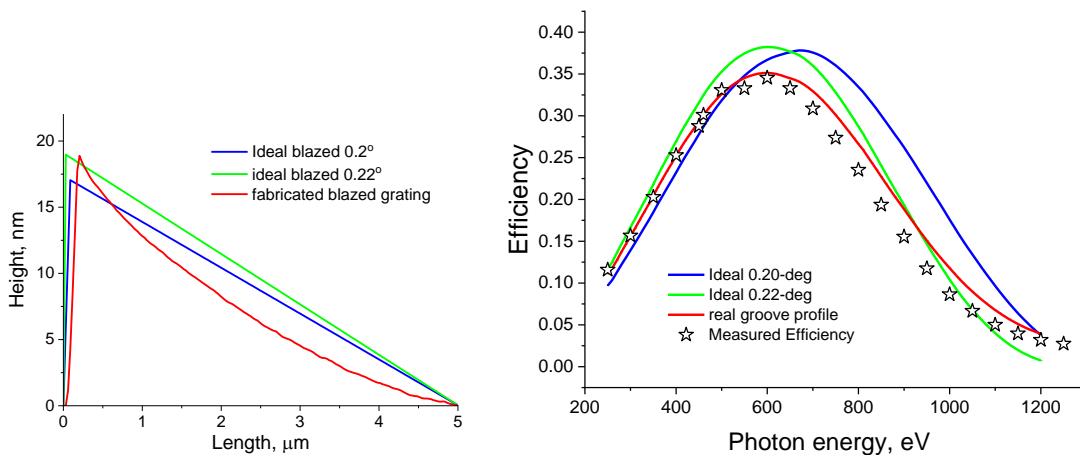 Height, nm
20
15
10
5
0
0
1
2
3
4
5
Length, μm
Ideal blazed 0.2°
ideal blazed 0.22°
fabricated blazed grating
Efficiency
0.35
0.30
0.25
0.20
0.15
0.10
0.05
0.00
200
400
600
800
1000
1200
Photon energy, eV
Ideal 0.20-deg
Ideal 0.22-deg
real groove profile
Measured Efficiency